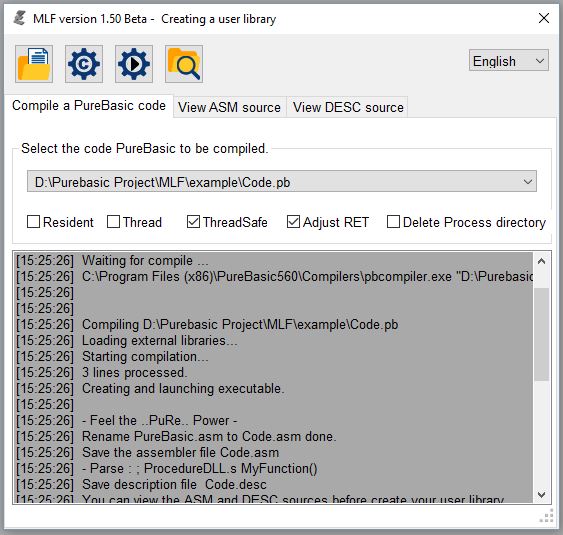 MLF version 1.50 Beta - Creating a user library
English
Compile a PureBasic code
View ASM source
View DESC source
Select the code PureBasic to be compiled.
D:\Purebasic Project\MLF\example\Code.pb
Resident
Thread
ThreadSafe
Adjust RET
Delete Process directory
[15:25:26] Waiting for compile ...
[15:25:26] C:\Program Files (x86)\PureBasic560\Compilers\pbcompiler.exe "D:\Purebasic
[15:25:26]
[15:25:26]
[15:25:26] Compiling D:\Purebasic Project\MLF\example\Code.pb
[15:25:26] Loading external libraries...
[15:25:26] Starting compilation...
[15:25:26] 3 lines processed.
[15:25:26] Creating and launching executable.
[15:25:26]
[15:25:26] - Feel the ..PuRe.. Power -
[15:25:26] Rename PureBasic.asm to Code.asm done.
[15:25:26] Save the assembler file Code.asm
[15:25:26] - Parse : ; ProcedureDLL.s MyFunction()
[15:25:26] Save description file Code.desc
[15:25:26] You can view the ASM and DESC sources before create your user library